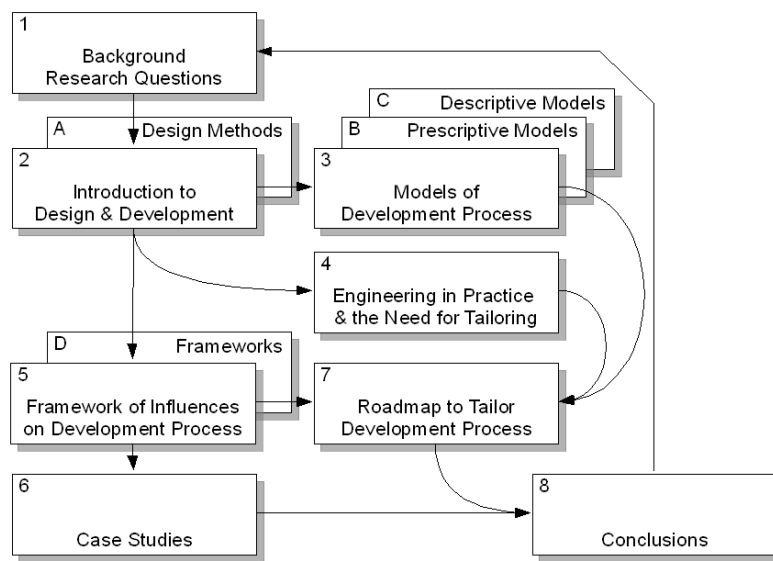 1
Background
Research Questions
A
Design Methods
2
Introduction to
Design & Development
C
Descriptive Models
B
Prescriptive Models
3
Models of
Development Process
4
Engineering in Practice
& the Need for Tailoring
D
Frameworks
5
Framework of Influences
on Development Process
7
Roadmap to Tailor
Development Process
6
Case Studies
8
Conclusions